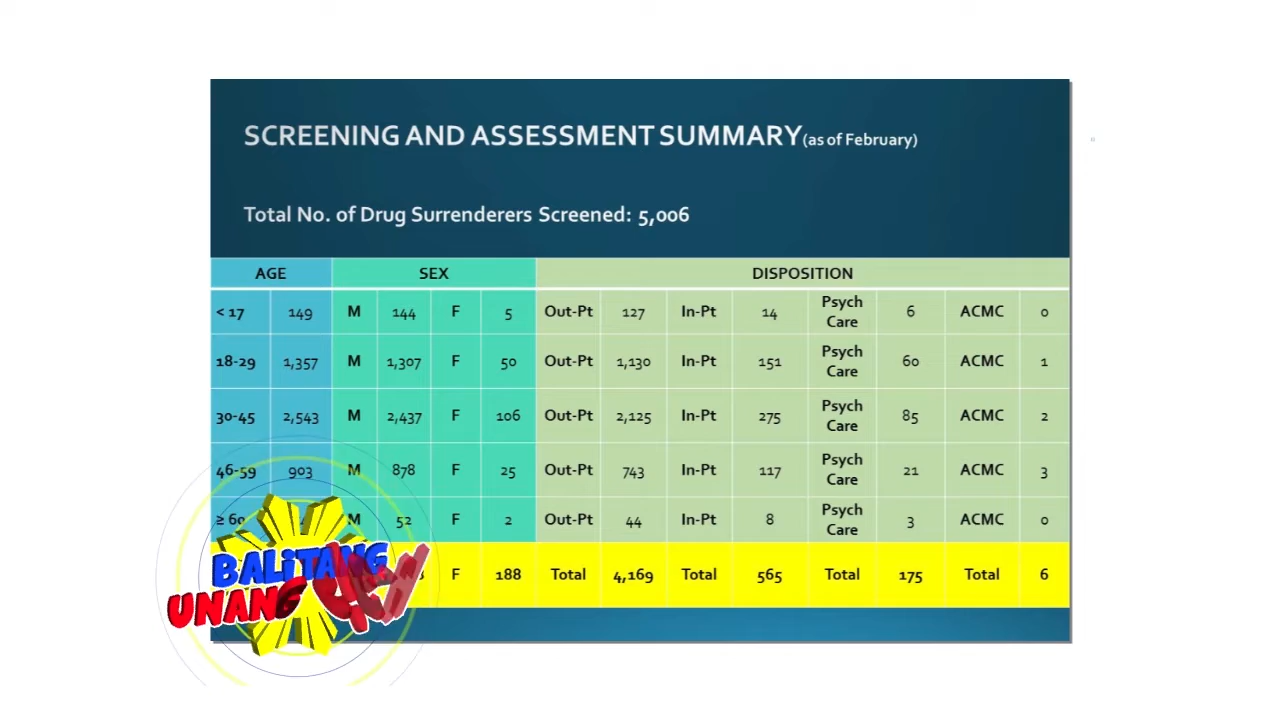 SCREENING AND ASSESSMENT SUMMARY(as of February)
Total No. of Drug Surrenderers Screened: 5,006
AGE SEX DISPOSITION
< 17 149 M 144 F 5 Out-Pt 127 In-Pt 14 Psych Care 6 ACMC 0
18-29 1,357 M 1,307 F 50 Out-Pt 1,130 In-Pt 151 Psych Care 60 ACMC 1
30-45 2,543 M 2,437 F 106 Out-Pt 2,125 In-Pt 275 Psych Care 85 ACMC 2
46-59 903 M 878 F 25 Out-Pt 743 In-Pt 117 Psych Care 21 ACMC 3
≥ 60 M 52 F 2 Out-Pt 44 In-Pt 8 Psych Care 3 ACMC 0
F 188 Total 4,169 Total 565 Total 175 Total 6
BALITANG
UNANG